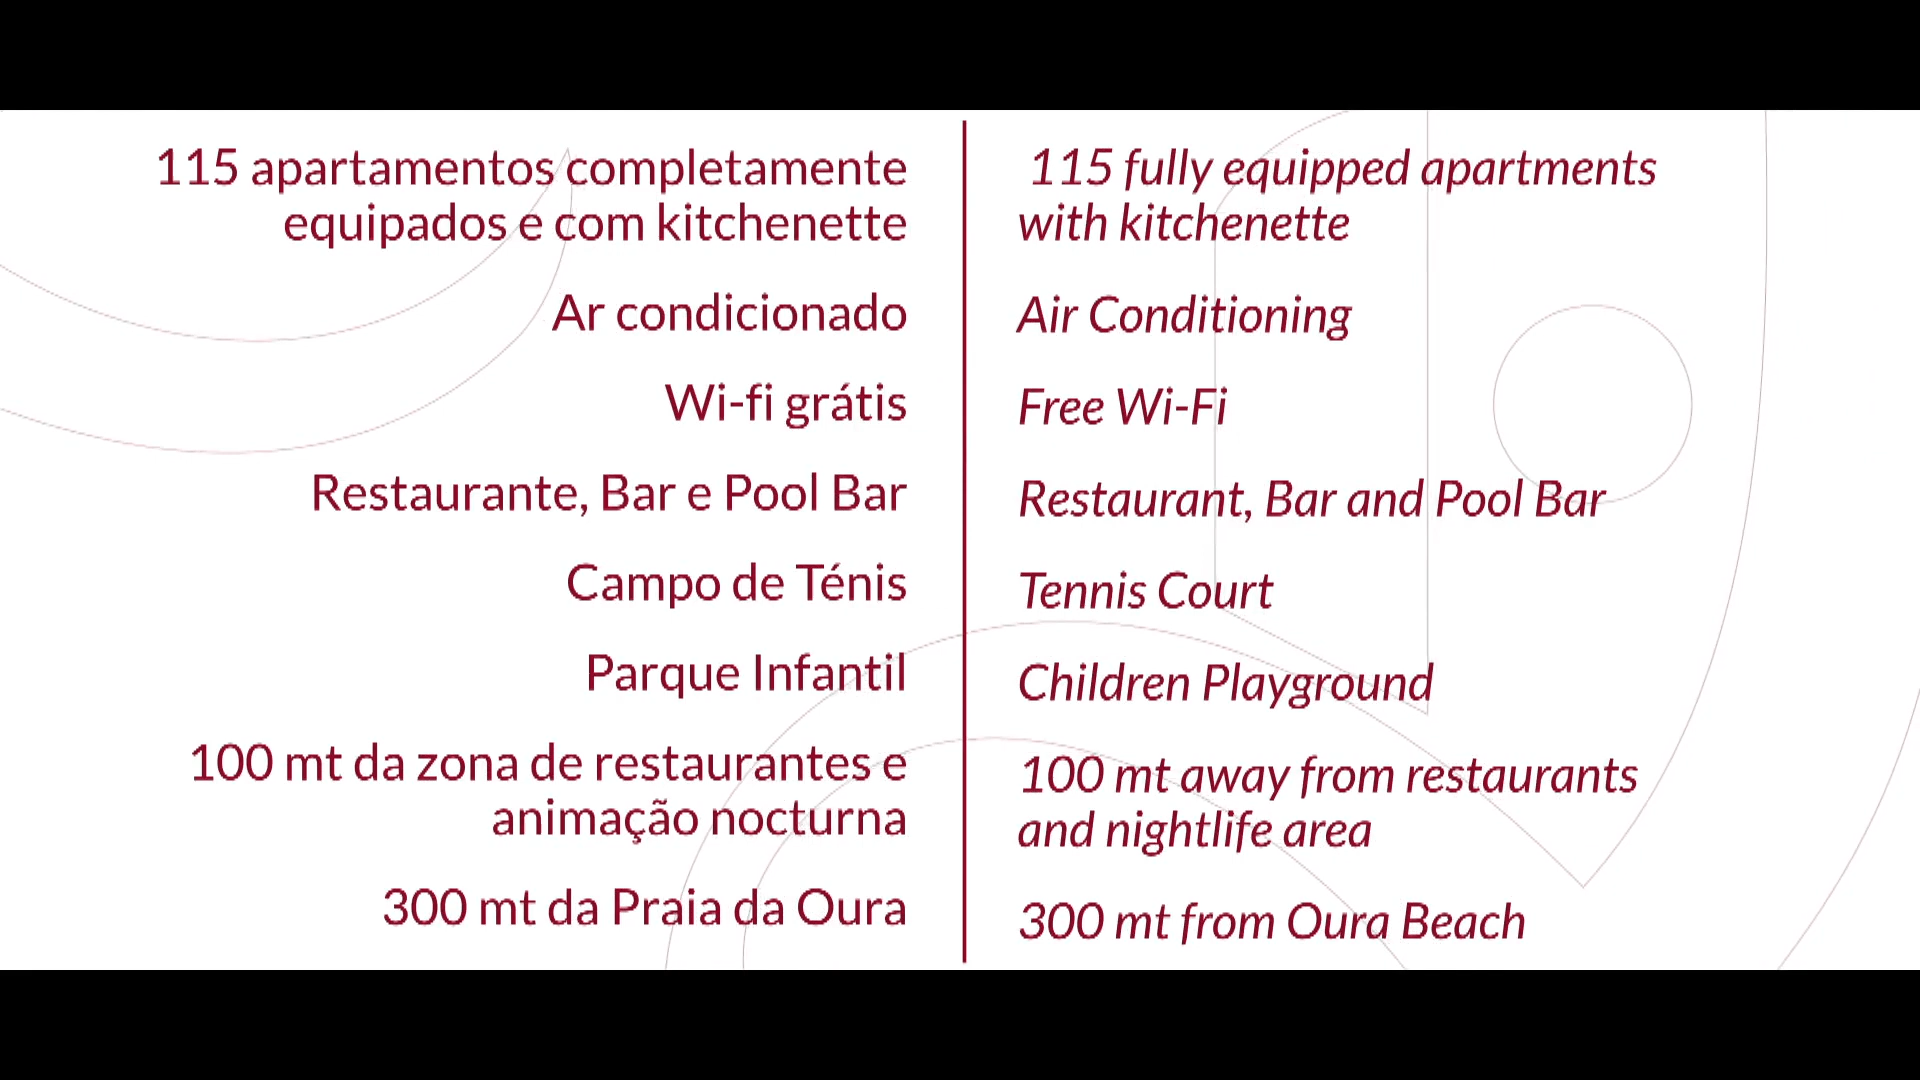 115 apartamentos completamente
equipados e com kitchenette
Ar condicionado
Wi-fi grátis
Restaurante, Bar e Pool Bar
Campo de Ténis
Parque Infantil
100 mt da zona de restaurantes e
animação nocturna
300 mt da Praia da Oura
115 fully equipped apartments
with kitchenette
Air Conditioning
Free Wi-Fi
Restaurant, Bar and Pool Bar
Tennis Court
Children Playground
100 mt away from restaurants
and nightlife area
300 mt from Oura Beach